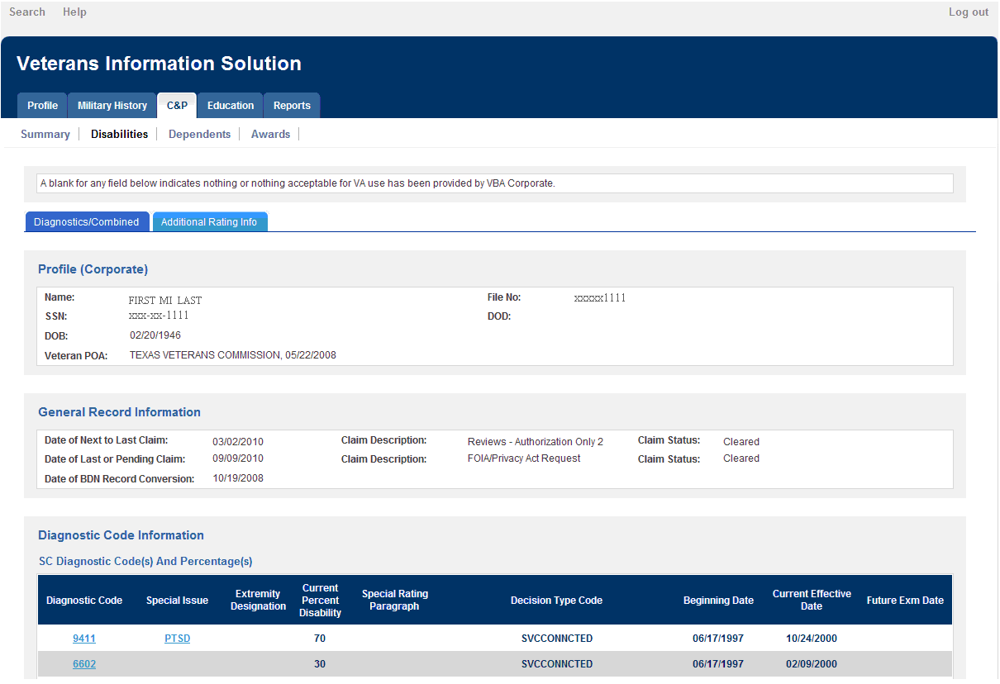 Search Help Log out
Veterans Information Solution
Profile Military History C&P Education Reports
Summary Disabilities Dependents Awards
A blank for any field below indicates nothing or nothing acceptable for VA use has been provided by VBA Corporate.
Diagnostics/Combined Additional Rating Info
Profile (Corporate)
Name: FIRST MI LAST File No: xxxxx1111
SSN: xxx-xx-1111 DOD:
DOB: 02/20/1946
Veteran POA: TEXAS VETERANS COMMISSION, 05/22/2008
General Record Information
Date of Next to Last Claim: 03/02/2010 Claim Description: Reviews - Authorization Only 2 Claim Status: Cleared
Date of Last or Pending Claim: 09/09/2010 Claim Description: FOIA/Privacy Act Request Claim Status: Cleared
Date of BDN Record Conversion: 10/19/2008
Diagnostic Code Information
SC Diagnostic Code(s) And Percentage(s)
Diagnostic Code Special Issue Extremity Designation Current Percent Disability Special Rating Paragraph Decision Type Code Beginning Date Current Effective Date Future Exm Date
9411 PTSD 70 SVCCONNCTED 06/17/1997 10/24/2000
6602 30 SVCCONNCTED 06/17/1997 02/09/2000